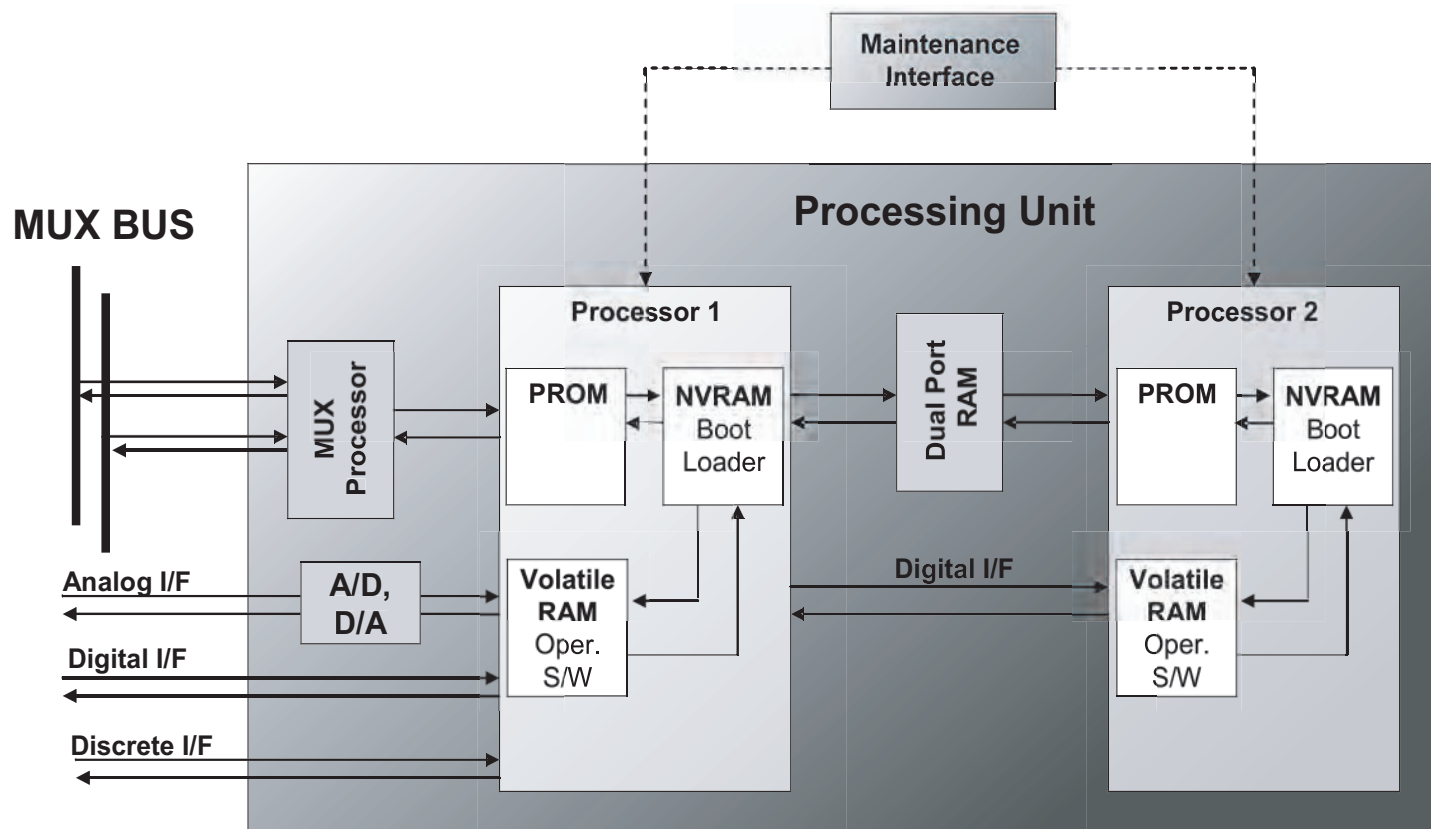 Maintenance
Interface
Processing Unit
MUX BUS
Processor 1
Processor 2
MUX
Processor
PROM
NVRAM
Boot
Loader
Dual Port
RAM
PROM
NVRAM
Boot
Loader
Analog I/F
A/D,
D/A
Volatile
RAM
Oper.
S/W
Digital I/F
Volatile
RAM
Oper.
S/W
Digital I/F
Discrete I/F